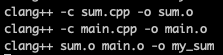 clang++ -c sum.cpp -o sum.o
clang++ -c main.cpp -o main.o
clang++ sum.o main.o -o my_sum